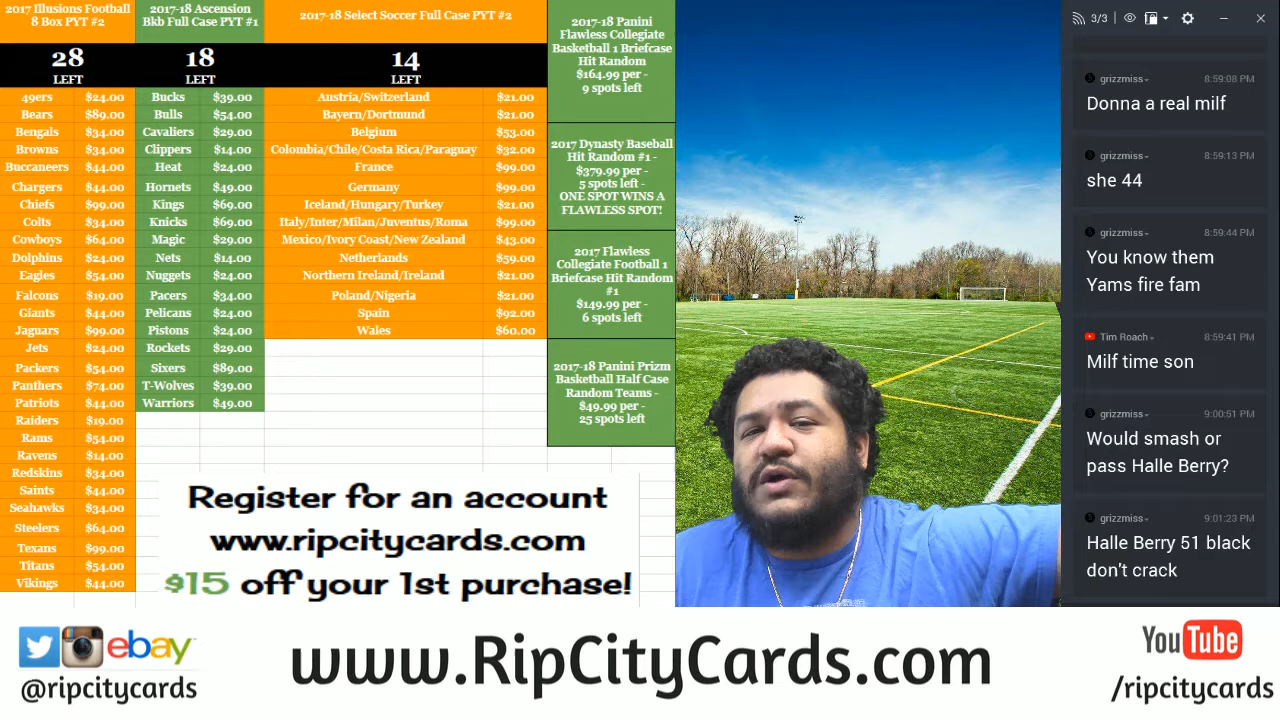 2017 Illusions Football
8 Box PYT #2
28
LEFT
49ers $24.00
Bears $89.00
Bengals $34.00
Browns $34.00
Buccaneers $44.00
Chargers $44.00
Chiefs $99.00
Colts $34.00
Cowboys $64.00
Dolphins $24.00
Eagles $54.00
Falcons $19.00
Giants $44.00
Jaguars $99.00
Jets $24.00
Packers $54.00
Panthers $74.00
Patriots $44.00
Raiders $19.00
Rams $54.00
Ravens $14.00
Redskins $34.00
Saints $44.00
Seahawks $34.00
Steelers $64.00
Texans $99.00
Titans $54.00
Vikings $44.00
2017-18 Ascension
Bkb Full Case PYT #1
18
LEFT
Bucks $39.00
Bulls $54.00
Cavaliers $29.00
Clippers $14.00
Heat $24.00
Hornets $49.00
Kings $69.00
Knicks $69.00
Magic $29.00
Nets $14.00
Nuggets $24.00
Pacers $34.00
Pelicans $24.00
Pistons $24.00
Rockets $29.00
Sixers $89.00
T-Wolves $39.00
Warriors $49.00
2017-18 Select Soccer Full Case PYT #2
14
LEFT
Austria/Switzerland $21.00
Bayern/Dortmund $21.00
Belgium $53.00
Colombia/Chile/Costa Rica/Paraguay $32.00
France $99.00
Germany $99.00
Iceland/Hungary/Turkey $21.00
Italy/Inter/Milan/Juventus/Roma $99.00
Mexico/Ivory Coast/New Zealand $43.00
Netherlands $59.00
Northern Ireland/Ireland $21.00
Poland/Nigeria $21.00
Spain $92.00
Wales $60.00
2017-18 Panini
Flawless Collegiate
Basketball 1 Briefcase
Hit Random
$164.99 per -
9 spots left
2017 Dynasty Baseball
Hit Random #1 -
$379.99 per -
5 spots left -
ONE SPOT WINS A
FLAWLESS SPOT!
2017 Flawless
Collegiate Football 1
Briefcase Hit Random
#1
$149.99 per -
6 spots left
2017-18 Panini Prizm
Basketball Half Case
Random Teams -
$49.99 per -
25 spots left
Register for an account
www.ripcitycards.com
$15 off your 1st purchase!
3/3
grizzmiss 8:59:08 PM
Donna a real milf
grizzmiss 8:59:13 PM
she 44
grizzmiss 8:59:44 PM
You know them
Yams fire fam
Tim Roach 8:59:41 PM
Milf time son
grizzmiss 9:00:51 PM
Would smash or
pass Halle Berry?
grizzmiss 9:01:23 PM
Halle Berry 51 black
don't crack
ebay
@ripcitycards
www.RipCityCards.com
YouTube
/ripcitycards